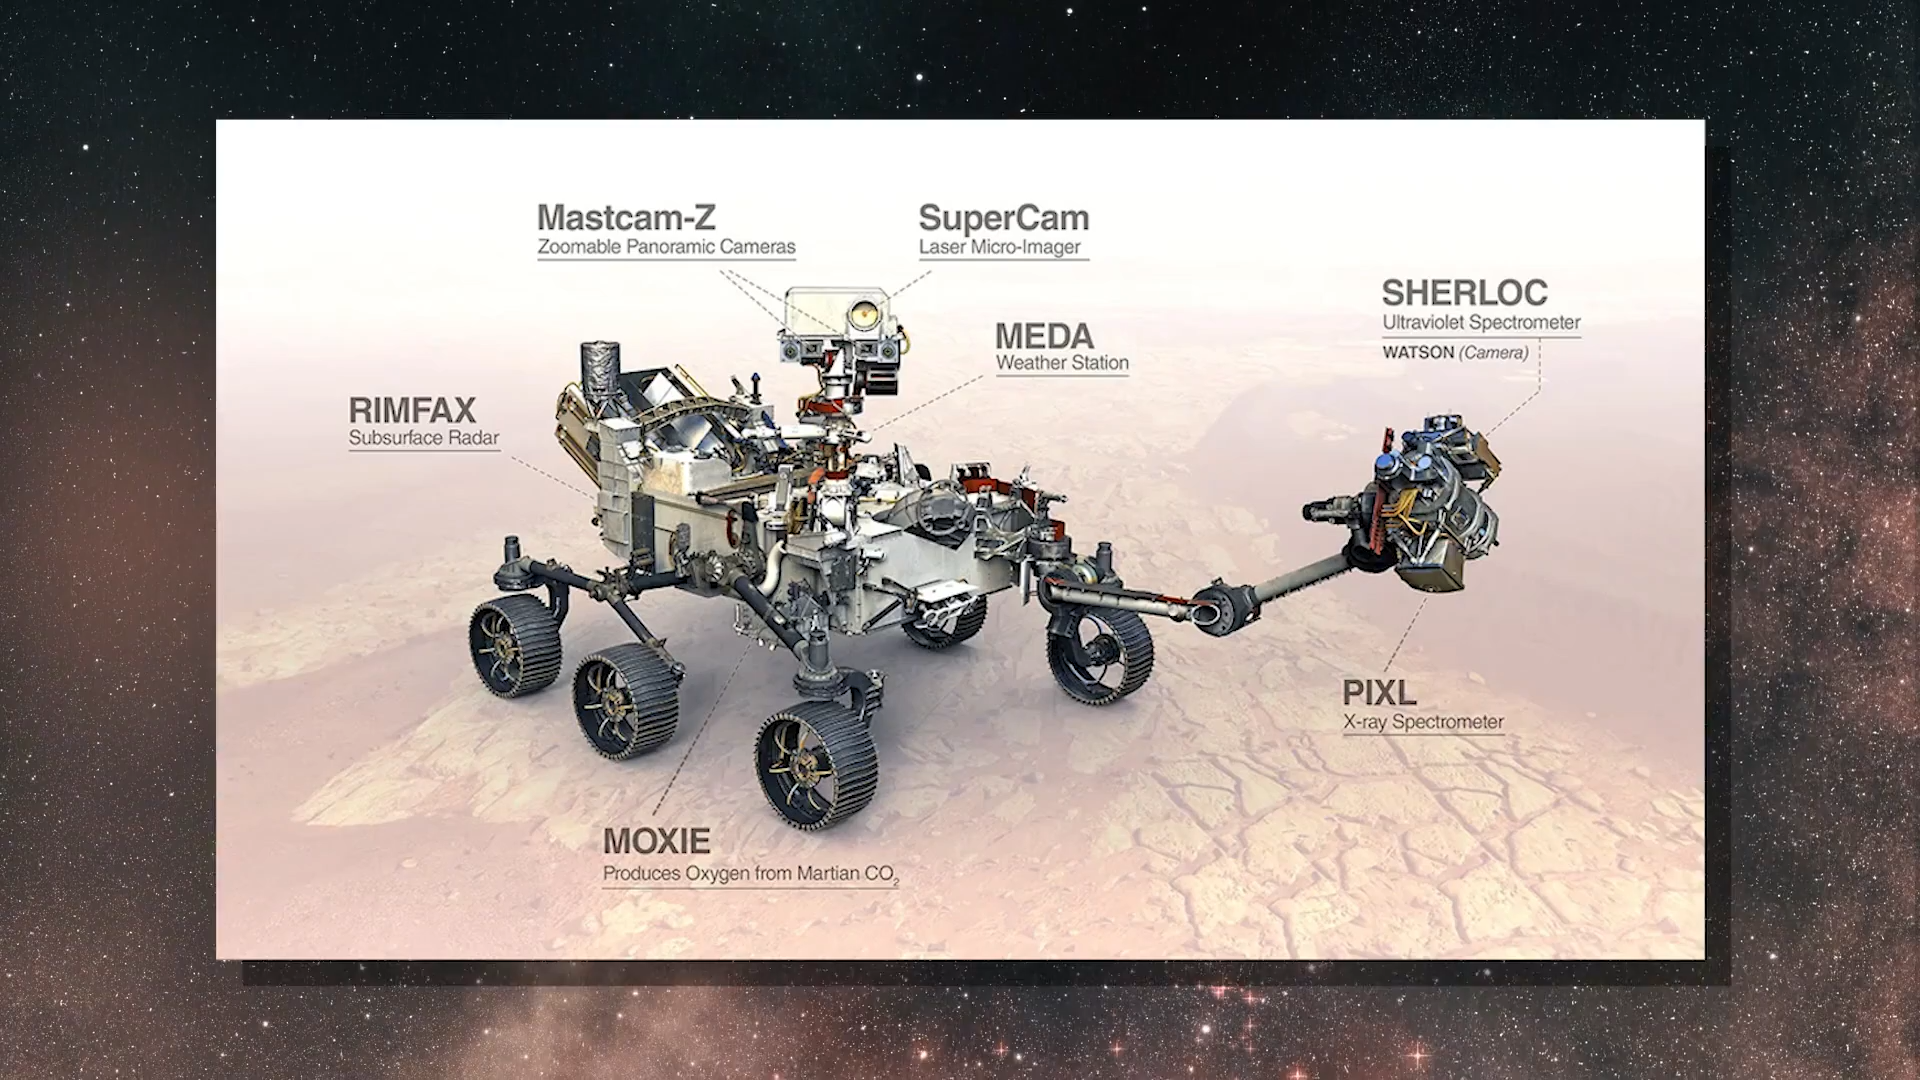 Mastcam-Z
Zoomable Panoramic Cameras
SuperCam
Laser Micro-Imager
SHERLOC
Ultraviolet Spectrometer
WATSON (Camera)
MEDA
Weather Station
RIMFAX
Subsurface Radar
PIXL
X-ray Spectrometer
MOXIE
Produces Oxygen from Martian CO₂